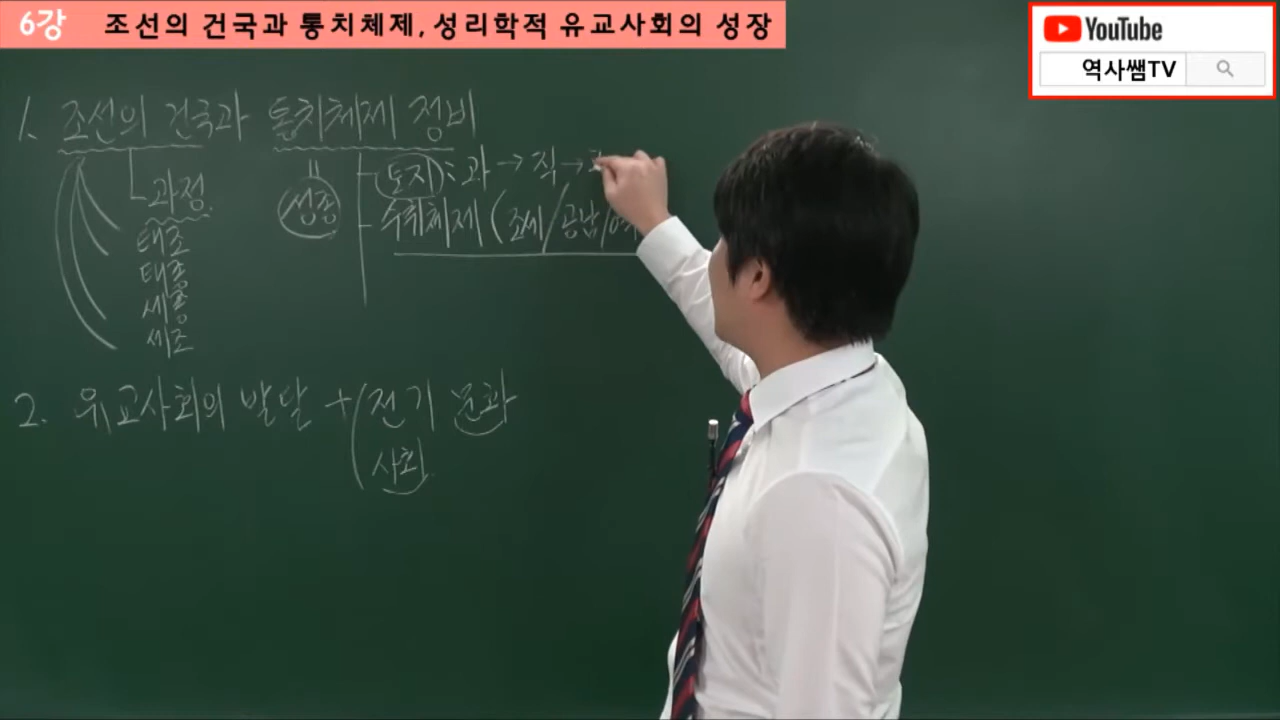 6강 조선의 건국과 통치체제, 성리학적 유교사회의 성장
YouTube
역사쌤TV
1. 조선의 건국과 통치체제 정비
과정
태조
태종
세종
세조
성종
토지 : 과 → 직 →
수취체제 (조세/공납/
2. 유교사회의 발달 + (전기 문화
사회